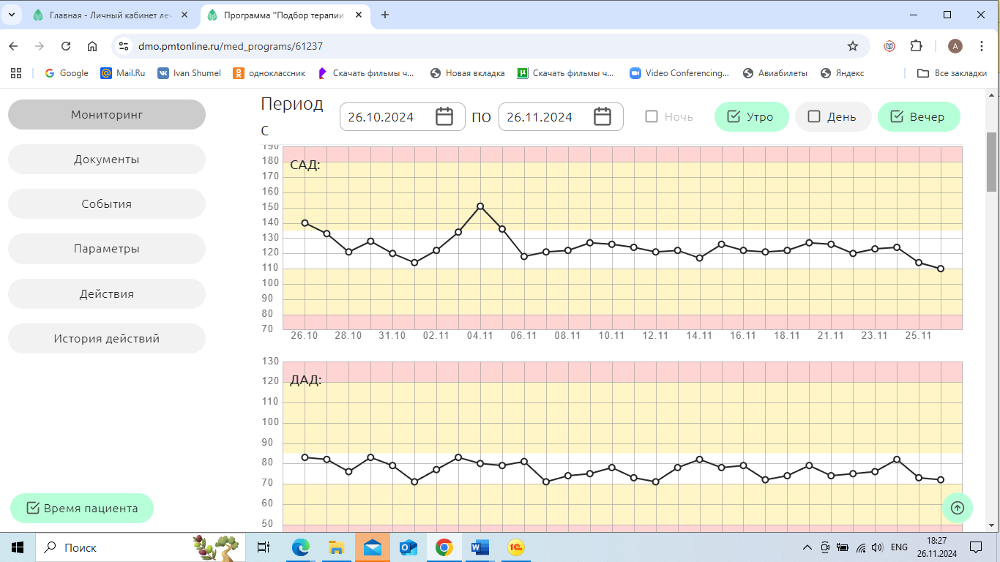 Главная - Личный кабинет ле
Программа "Подбор терапии
dmo.pmtonline.ru/med_programs/61237
A
Google
Mail.Ru
Ivan Shumel
одноклассник
Скачать фильмы ч...
Новая вкладка
Скачать фильмы ч...
Video Conferencing...
Авиабилеты
Яндекс
Все закладки
Мониторинг
Документы
События
Параметры
Действия
История действий
Время пациента
Период
С
26.10.2024
ПО
26.11.2024
Ночь
Утро
День
Вечер
САД:
190
180
170
160
150
140
130
120
110
100
90
80
70
26.10 28.10 31.10 02.11 04.11 06.11 08.11 10.11 12.11 14.11 16.11 18.11 21.11 23.11 25.11
ДАД:
130
120
110
100
90
80
70
60
50
Поиск
ENG
18:27
26.11.2024